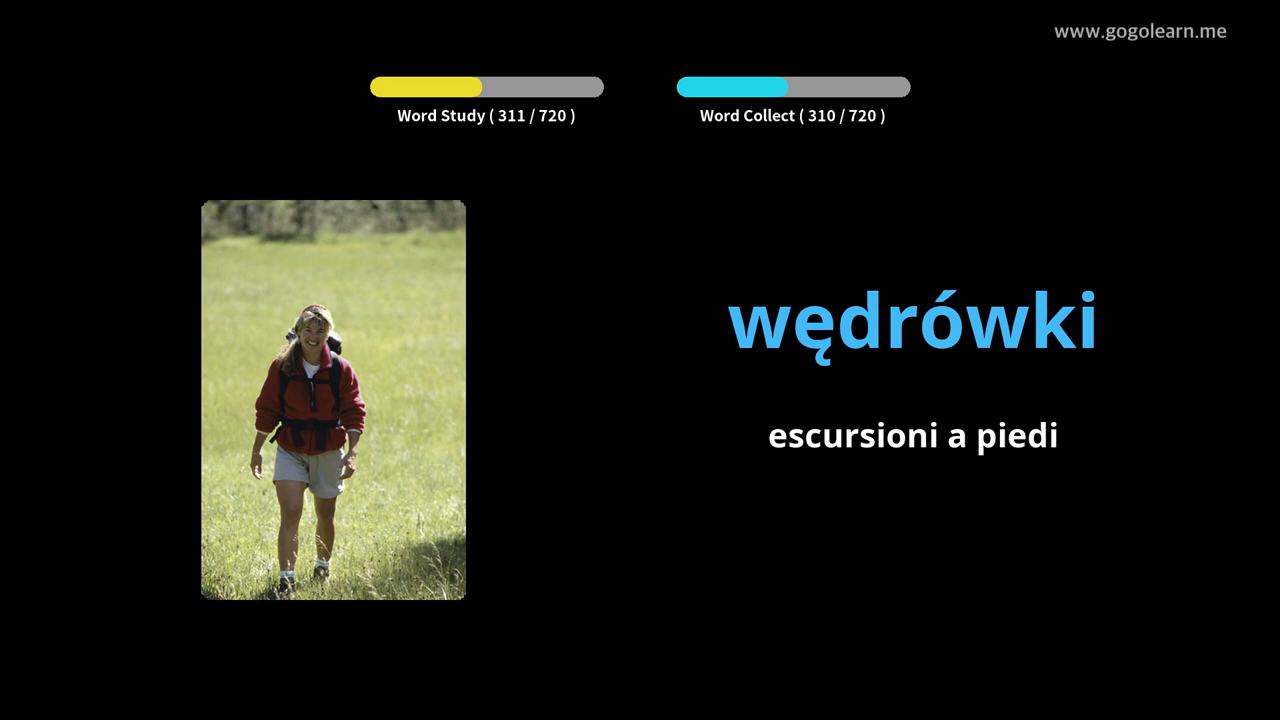 www.gogolearn.me
Word Study ( 311 / 720 )
Word Collect ( 310 / 720 )
wędrówki
escursioni a piedi